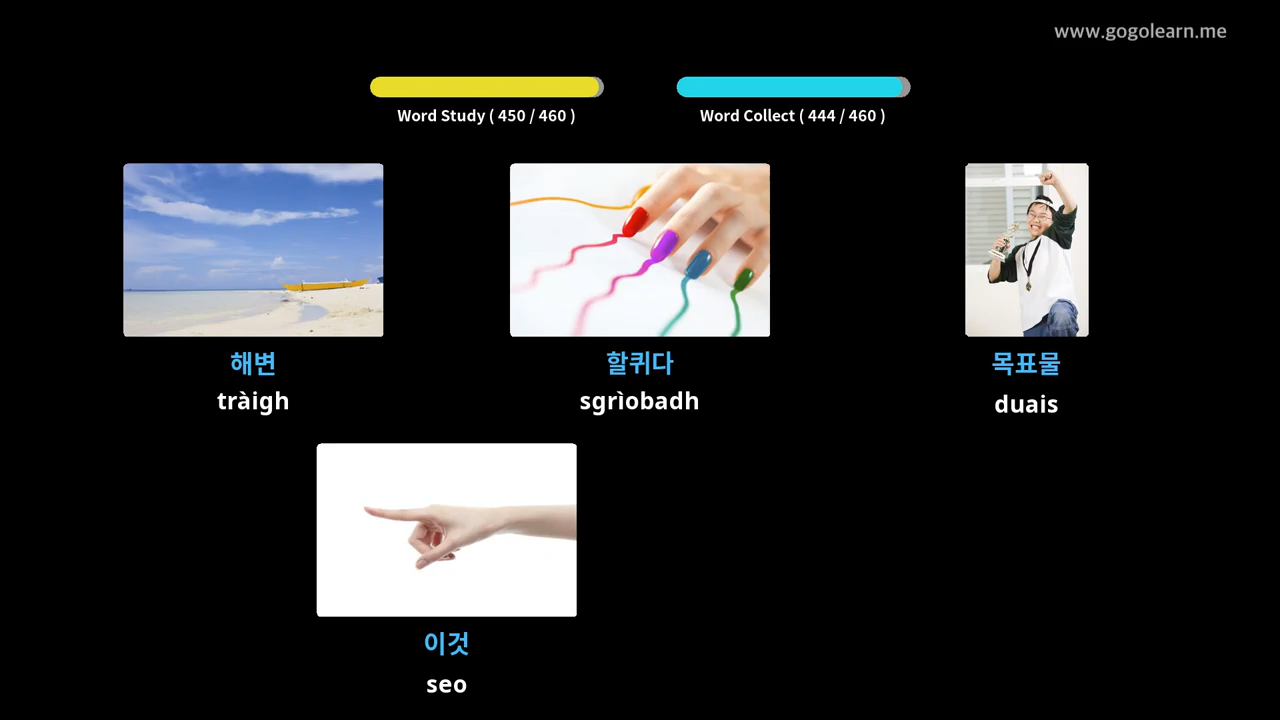 www.gogolearn.me
Word Study ( 450 / 460 )
Word Collect ( 444 / 460 )
해변
tràigh
할퀴다
sgrìobadh
목표물
duais
이것
seo